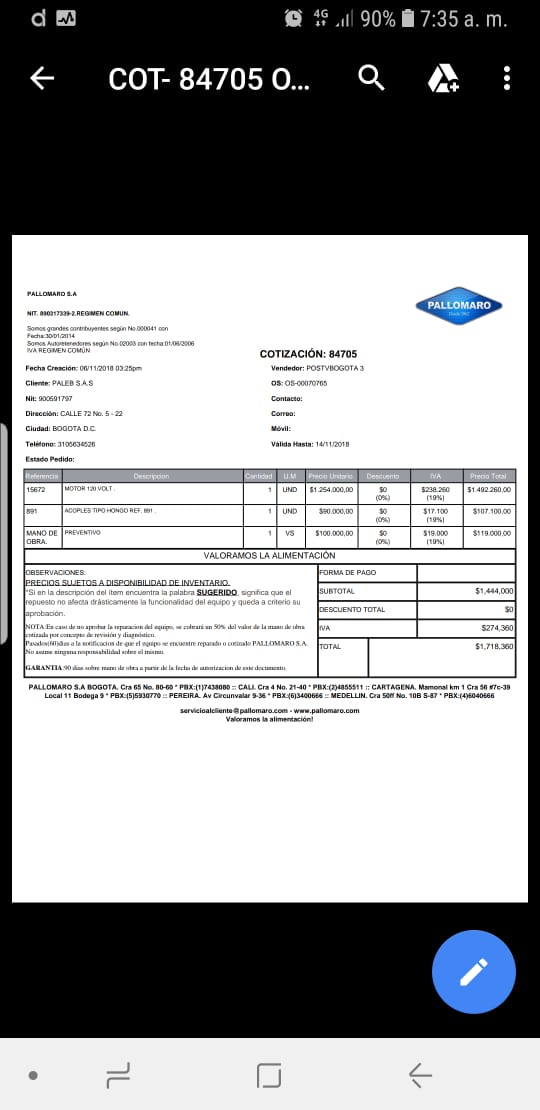 d
4G 90% 7:35 a. m.
COT- 84705 O...
PALLOMARO S.A
NIT. 890317339-2.REGIMEN COMUN.
PALLOMARO
Somos grandes contribuyentes según No.000041 con
Fecha:30/01/2014
Somos Autoretenedores según No.02003 con fecha:01/06/2006
IVA REGIMEN COMÚN
COTIZACIÓN: 84705
Fecha Creación: 06/11/2018 03:25pm
Vendedor: POSTVBOGOTA 3
Cliente: PALEB S.A.S
OS: OS-00070765
Nit: 900591797
Contacto:
Dirección: CALLE 72 No. 5 - 22
Correo:
Ciudad: BOGOTA D.C.
Móvil:
Teléfono: 3105634526
Válida Hasta: 14/11/2018
Estado Pedido:
Referencia Descripcion Cantidad U.M Precio Unitario Descuento IVA Precio Total
15672 MOTOR 120 VOLT . 1 UND $1.254.000,00 $0 (0%) $238.260 (19%) $1.492.260,00
891 ACOPLES TIPO HONGO REF. 891 . 1 UND $90.000,00 $0 (0%) $17.100 (19%) $107.100,00
MANO DE OBRA. PREVENTIVO 1 VS $100.000,00 $0 (0%) $19.000 (19%) $119.000,00
VALORAMOS LA ALIMENTACIÓN
OBSERVACIONES:
PRECIOS SUJETOS A DISPONIBILIDAD DE INVENTARIO.
"Si en la descripción del item encuentra la palabra SUGERIDO, significa que el
repuesto no afecta drásticamente la funcionalidad del equipo y queda a criterio su
aprobación.
NOTA:En caso de no aprobar la reparacion del equipo, se cobrará un 50% del valor de la mano de obra
cotizada por concepto de revisión y diagnóstico.
Pasados(60)dias a la notificacion de que el equipo se encuentre reparado o cotizado PALLOMARO S.A.
No asume ninguna responsabilidad sobre el mismo.
GARANTIA:90 dias sobre mano de obra a partir de la fecha de autorizacion de este documento.
FORMA DE PAGO
SUBTOTAL $1,444,000
DESCUENTO TOTAL $0
IVA $274,360
TOTAL $1,718,360
PALLOMARO S.A BOGOTA. Cra 65 No. 80-60 * PBX:(1)7438080 :: CALI. Cra 4 No. 21-40 * PBX:(2)4855511 :: CARTAGENA. Mamonal km 1 Cra 56 #7c-39
Local 11 Bodega 9 * PBX:(5)5930770 :: PEREIRA. Av Circunvalar 9-36 * PBX:(6)3400666 :: MEDELLIN. Cra 50ff No. 10B S-87 * PBX:(4)6040666
servicioalcliente@pallomaro.com - www.pallomaro.com
Valoramos la alimentación!